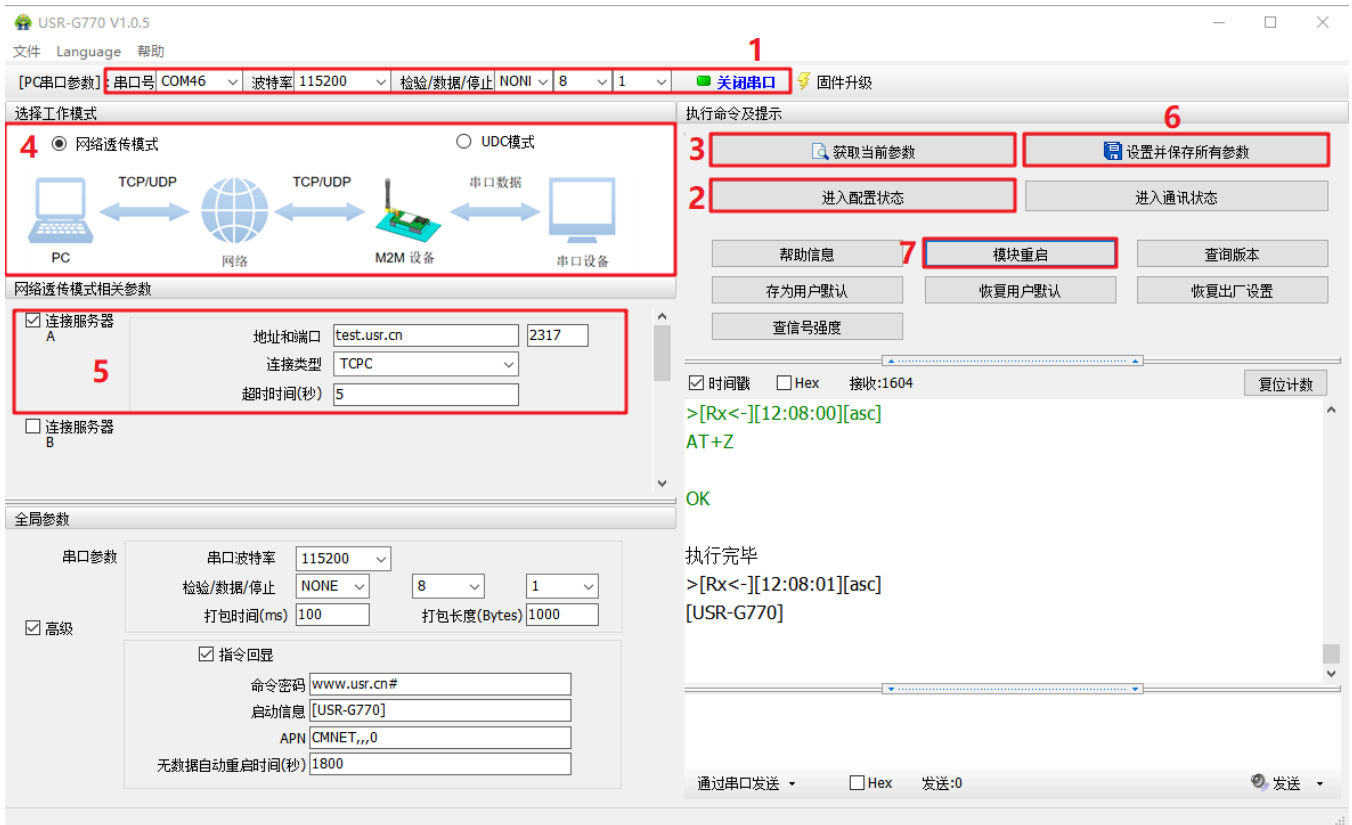 USR-G770 V1.0.5
文件 Language 帮助
1
[PC串口参数]: 串口号 COM46 波特率 115200 检验/数据/停止 NONI 8 1 关闭串口 固件升级
选择工作模式
4 网络透传模式 UDC模式
TCP/UDP TCP/UDP 串口数据
PC 网络 M2M 设备 串口设备
网络透传模式相关参数
连接服务器
A
地址和端口 test.usr.cn 2317
5 连接类型 TCPC
超时时间(秒) 5
连接服务器
B
全局参数
串口参数 串口波特率 115200
检验/数据/停止 NONE 8 1
打包时间(ms) 100 打包长度(Bytes) 1000
高级
指令回显
命令密码 www.usr.cn#
启动信息 [USR-G770]
APN CMNET,,,0
无数据自动重启时间(秒) 1800
执行命令及提示
6
3 获取当前参数 设置并保存所有参数
2 进入配置状态 进入通讯状态
帮助信息 7 模块重启 查询版本
存为用户默认 恢复用户默认 恢复出厂设置
查信号强度
时间戳 Hex 接收:1604 复位计数
>[Rx<-][12:08:00][asc]
AT+Z
OK
执行完毕
>[Rx<-][12:08:01][asc]
[USR-G770]
通过串口发送 Hex 发送:0 发送